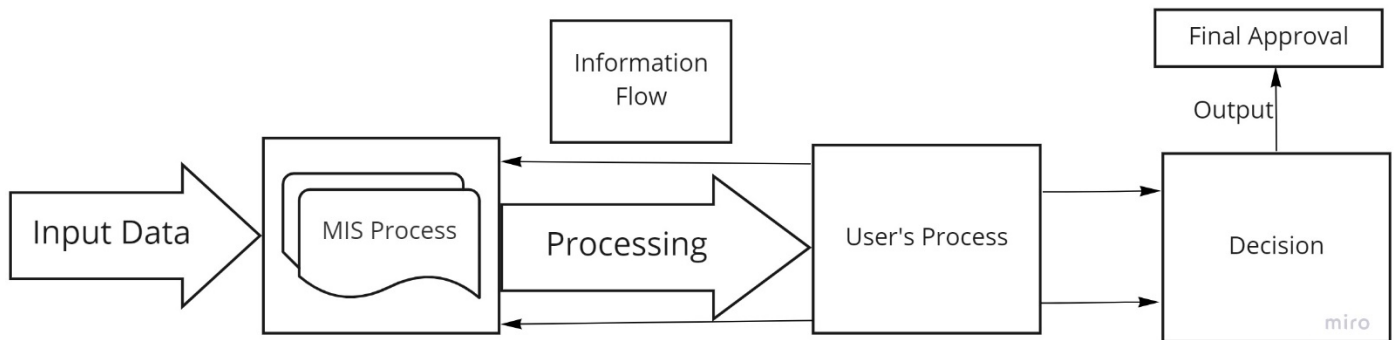 Input Data
MIS Process
Information
Flow
Processing
User's Process
Decision
Output
Final Approval
miro